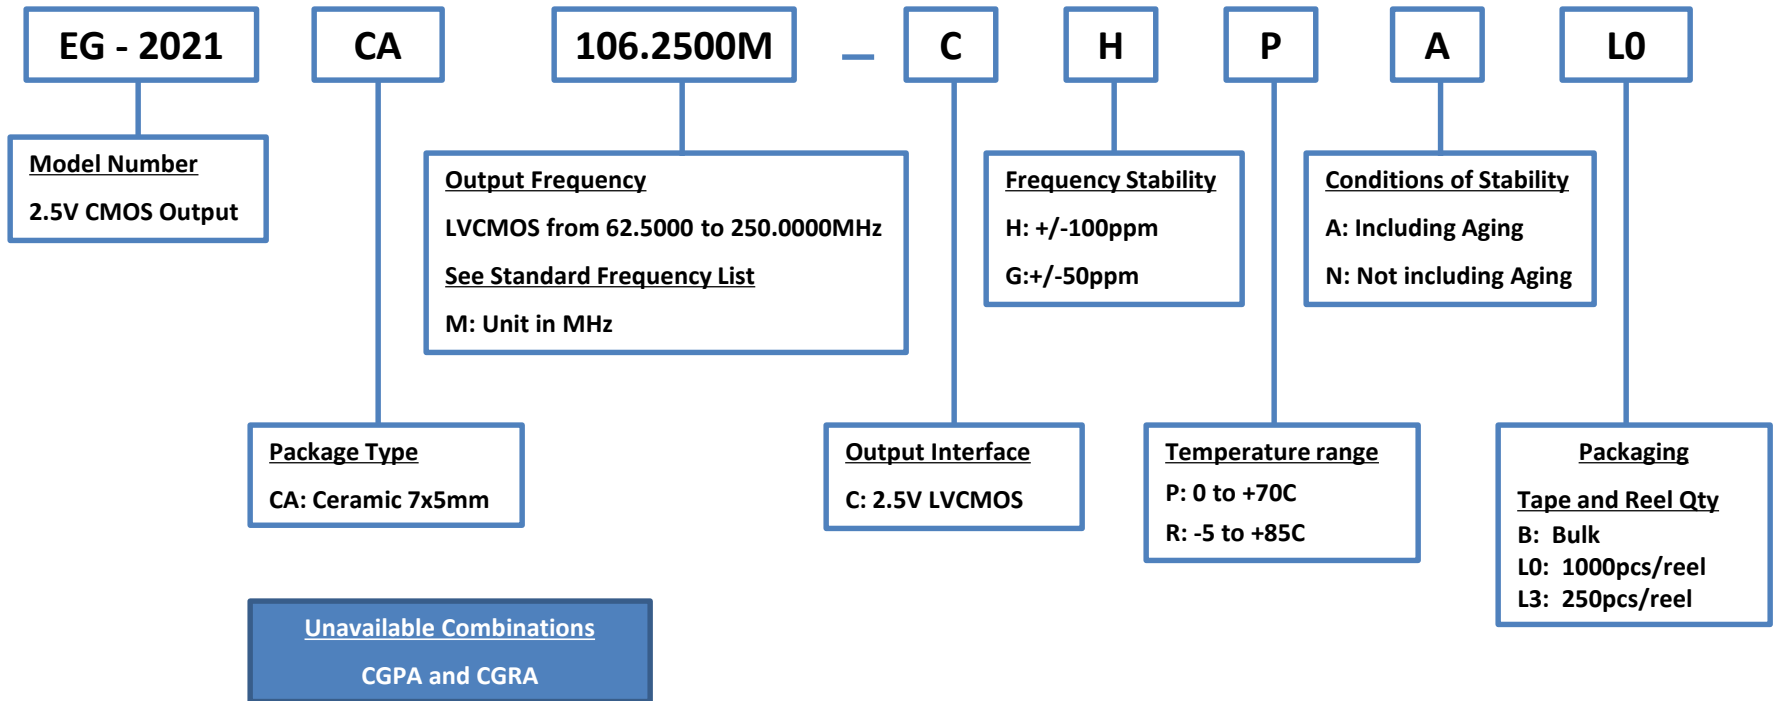 EG - 2021 CA 106.2500M _ C H P A L0
Model Number
2.5V CMOS Output
Output Frequency
LVCMOS from 62.5000 to 250.0000MHz
See Standard Frequency List
M: Unit in MHz
Frequency Stability
H: +/-100ppm
G:+/-50ppm
Conditions of Stability
A: Including Aging
N: Not including Aging
Package Type
CA: Ceramic 7x5mm
Output Interface
C: 2.5V LVCMOS
Temperature range
P: 0 to +70C
R: -5 to +85C
Packaging
Tape and Reel Qty
B: Bulk
L0: 1000pcs/reel
L3: 250pcs/reel
Unavailable Combinations
CGPA and CGRA